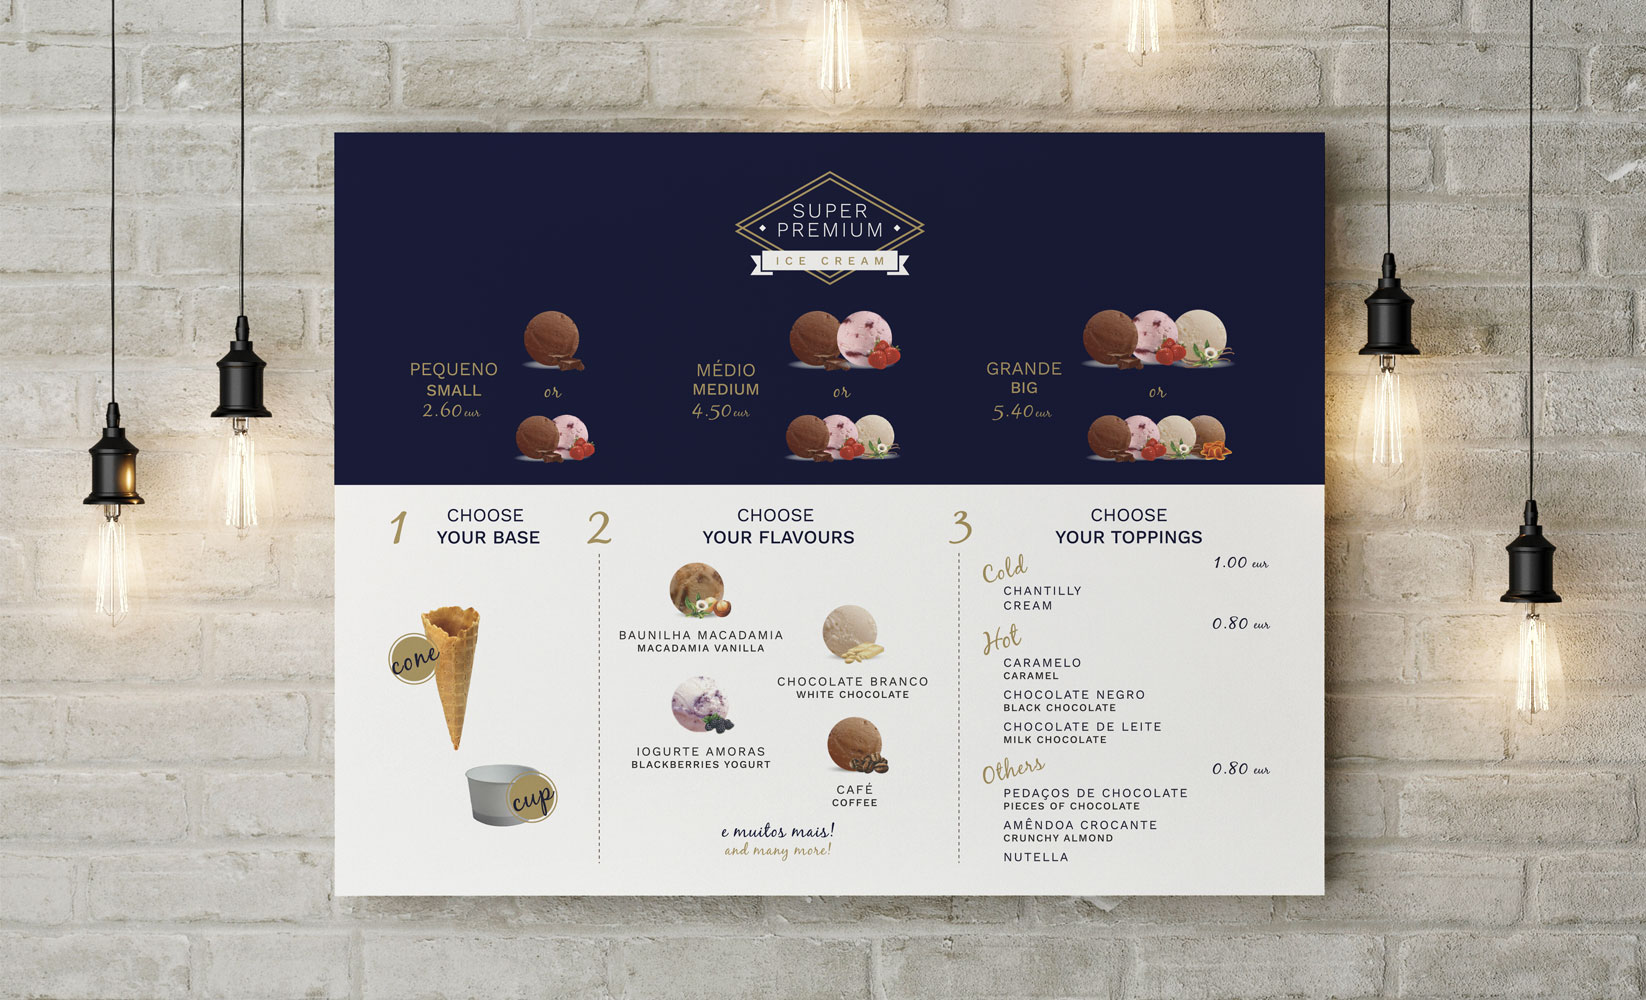 SUPER
PREMIUM
ICE CREAM
PEQUENO
SMALL
2.60 eur
or
MÉDIO
MEDIUM
4.50 eur
or
GRANDE
BIG
5.40 eur
or
1
CHOOSE
YOUR BASE
cone
cup
2
CHOOSE
YOUR FLAVOURS
BAUNILHA MACADAMIA
MACADAMIA VANILLA
CHOCOLATE BRANCO
WHITE CHOCOLATE
IOGURTE AMORAS
BLACKBERRIES YOGURT
CAFÉ
COFFEE
e muitos mais!
and many more!
3
CHOOSE
YOUR TOPPINGS
Cold 1.00 eur
CHANTILLY
CREAM
Hot 0.80 eur
CARAMELO
CARAMEL
CHOCOLATE NEGRO
BLACK CHOCOLATE
CHOCOLATE DE LEITE
MILK CHOCOLATE
Others 0.80 eur
PEDAÇOS DE CHOCOLATE
PIECES OF CHOCOLATE
AMÊNDOA CROCANTE
CRUNCHY ALMOND
NUTELLA